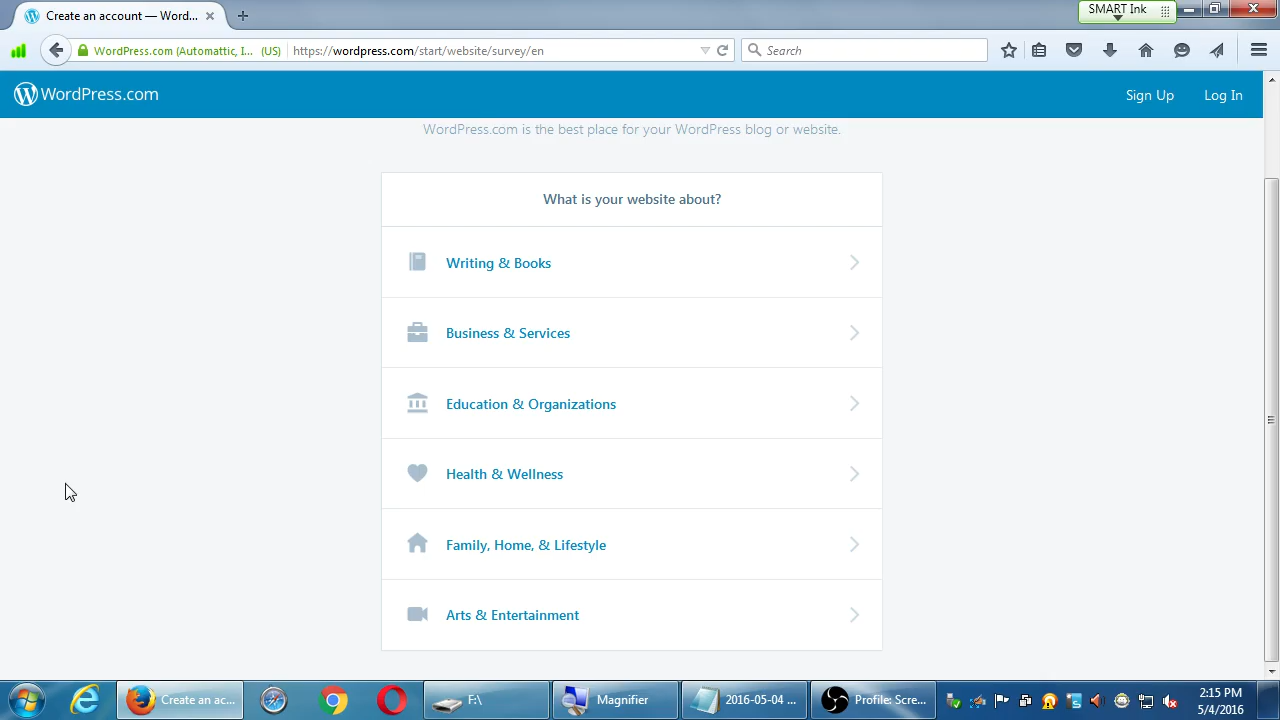 Create an account — Word...
SMART Ink
WordPress.com (Automattic, I... (US)
https://wordpress.com/start/website/survey/en
Search
WordPress.com
Sign Up
Log In
WordPress.com is the best place for your WordPress blog or website.
What is your website about?
Writing & Books
Business & Services
Education & Organizations
Health & Wellness
Family, Home, & Lifestyle
Arts & Entertainment
Create an ac...
F:\
Magnifier
2016-05-04 ...
Profile: Scre...
2:15 PM
5/4/2016